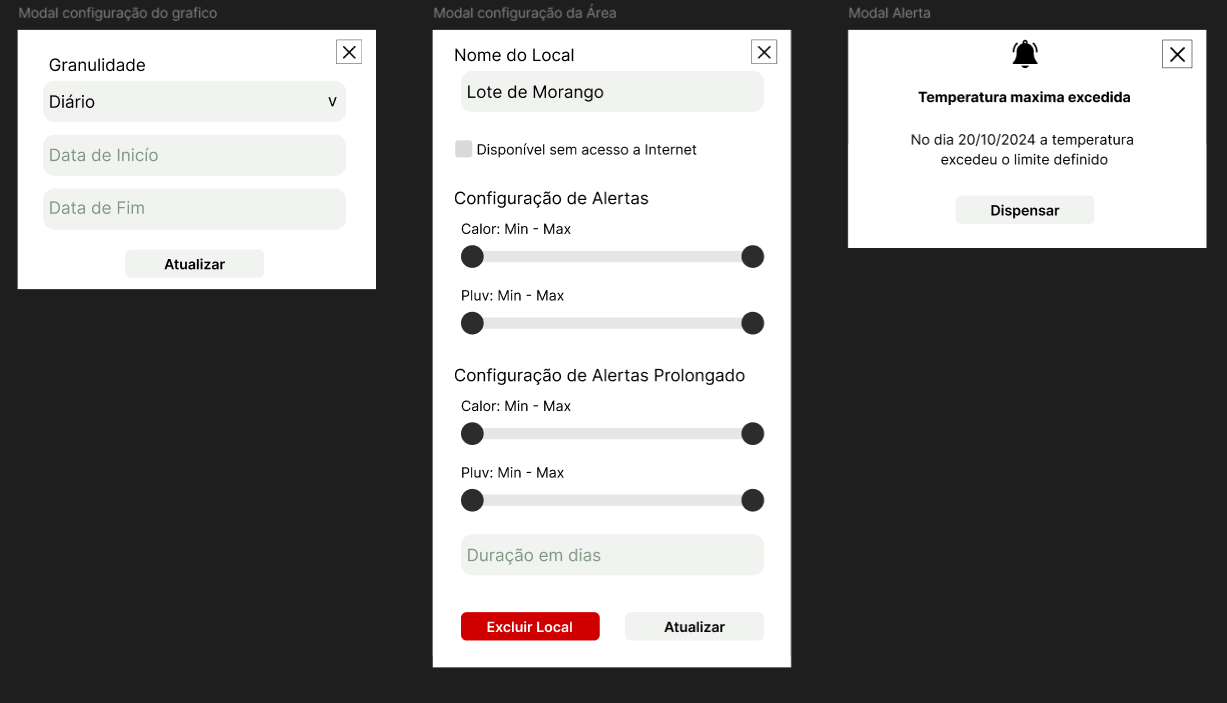 Modal configuração do grafico
Granulidade
Diário v
Data de Inicío
Data de Fim
Atualizar
Modal configuração da Área
Nome do Local
Lote de Morango
Disponível sem acesso a Internet
Configuração de Alertas
Calor: Min - Max
Pluv: Min - Max
Configuração de Alertas Prolongado
Calor: Min - Max
Pluv: Min - Max
Duração em dias
Excluir Local
Atualizar
Modal Alerta
Temperatura maxima excedida
No dia 20/10/2024 a temperatura
excedeu o limite definido
Dispensar